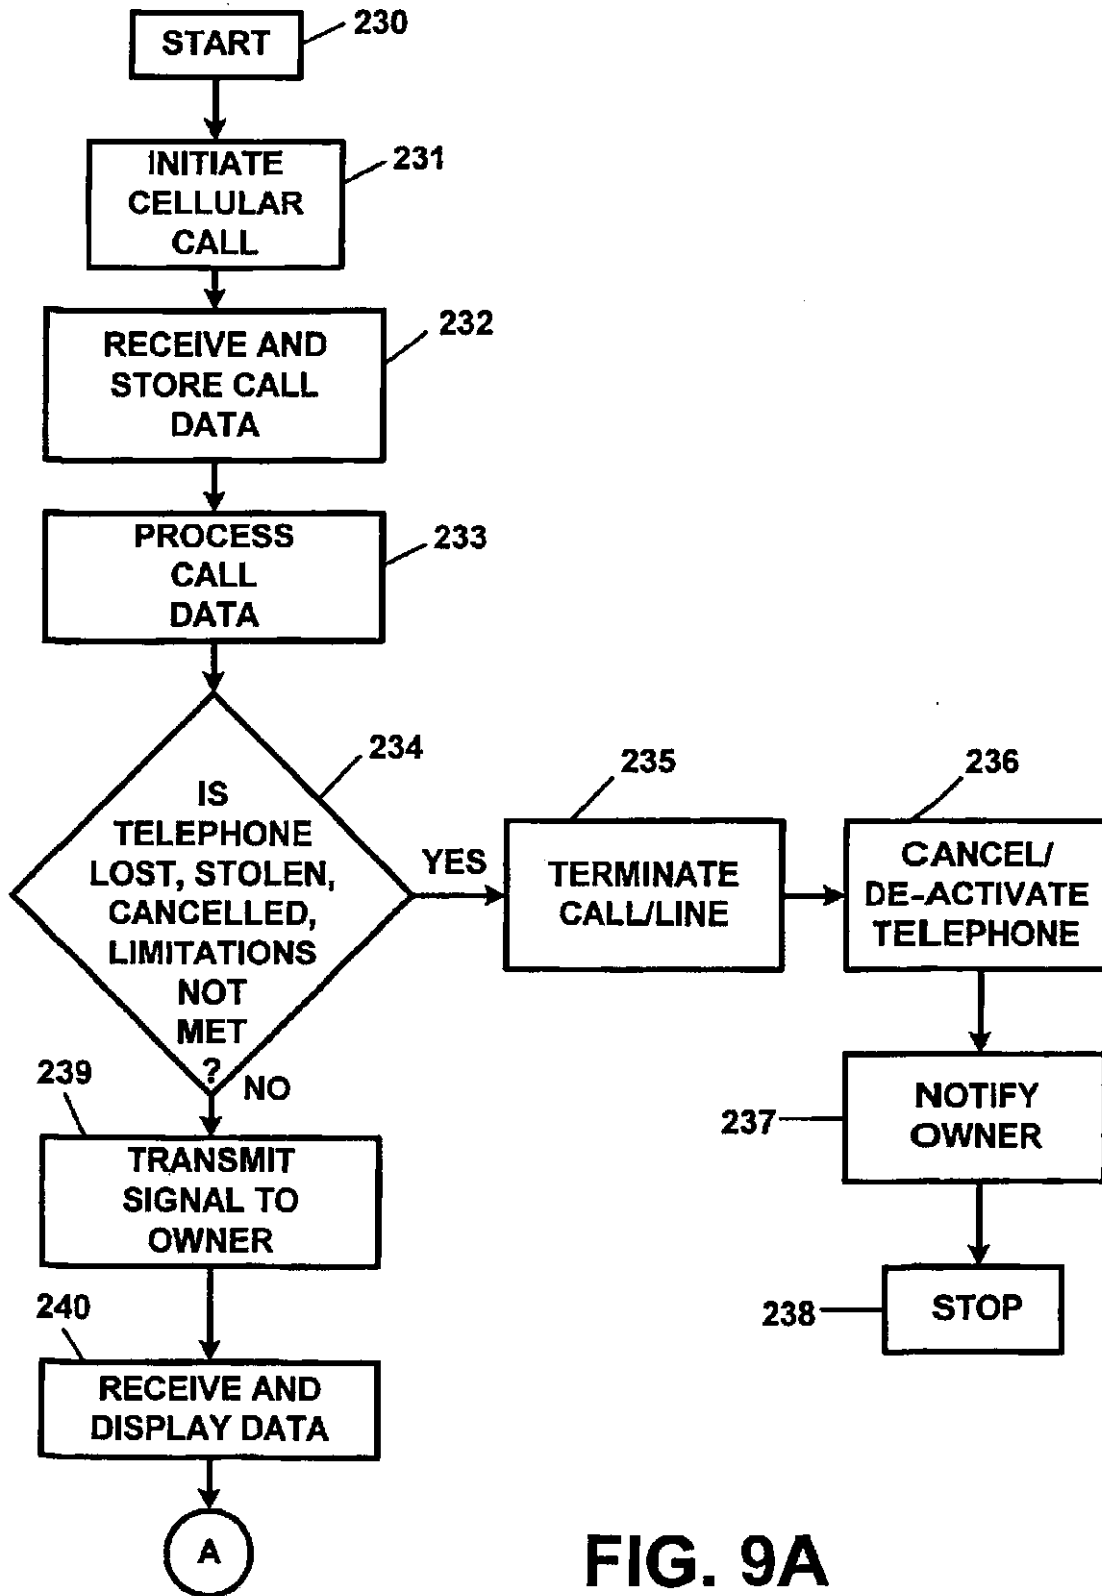 START
230
INITIATE
CELLULAR
CALL
231
RECEIVE AND
STORE CALL
DATA
232
PROCESS
CALL
DATA
233
IS
TELEPHONE
LOST, STOLEN,
CANCELLED,
LIMITATIONS
NOT
MET
?
234
YES
NO
TERMINATE
CALL/LINE
235
CANCEL/
DE-ACTIVATE
TELEPHONE
236
NOTIFY
OWNER
237
STOP
238
239
TRANSMIT
SIGNAL TO
OWNER
240
RECEIVE AND
DISPLAY DATA
A
FIG. 9A